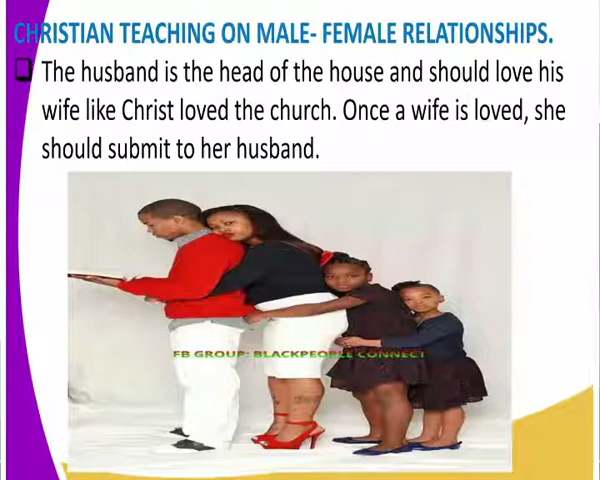 CHRISTIAN TEACHING ON MALE- FEMALE RELATIONSHIPS.
The husband is the head of the house and should love his
wife like Christ loved the church. Once a wife is loved, she
should submit to her husband.
FB GROUP: BLACKPEOPLE CONNECT